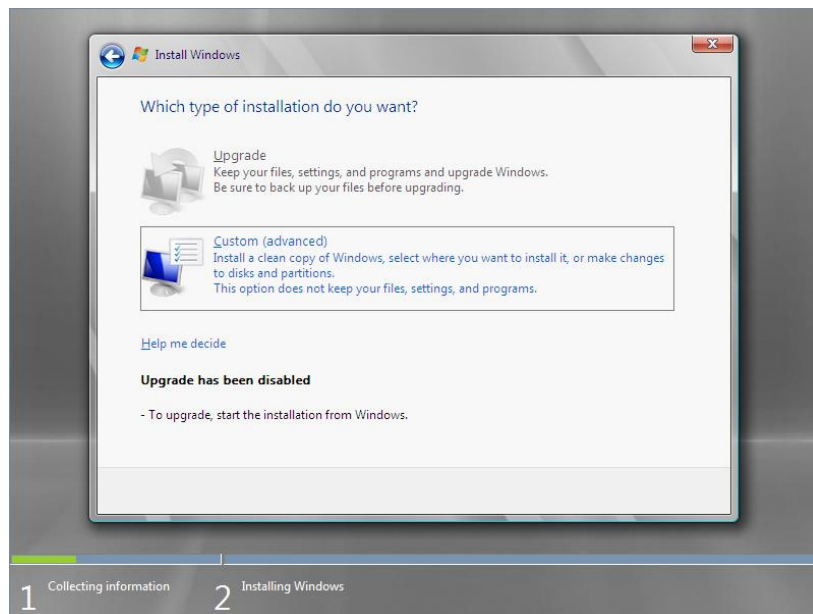 Install Windows
Which type of installation do you want?
Upgrade
Keep your files, settings, and programs and upgrade Windows.
Be sure to back up your files before upgrading.
Custom (advanced)
Install a clean copy of Windows, select where you want to install it, or make changes
to disks and partitions.
This option does not keep your files, settings, and programs.
Help me decide
Upgrade has been disabled
- To upgrade, start the installation from Windows.
1 Collecting information
2 Installing Windows